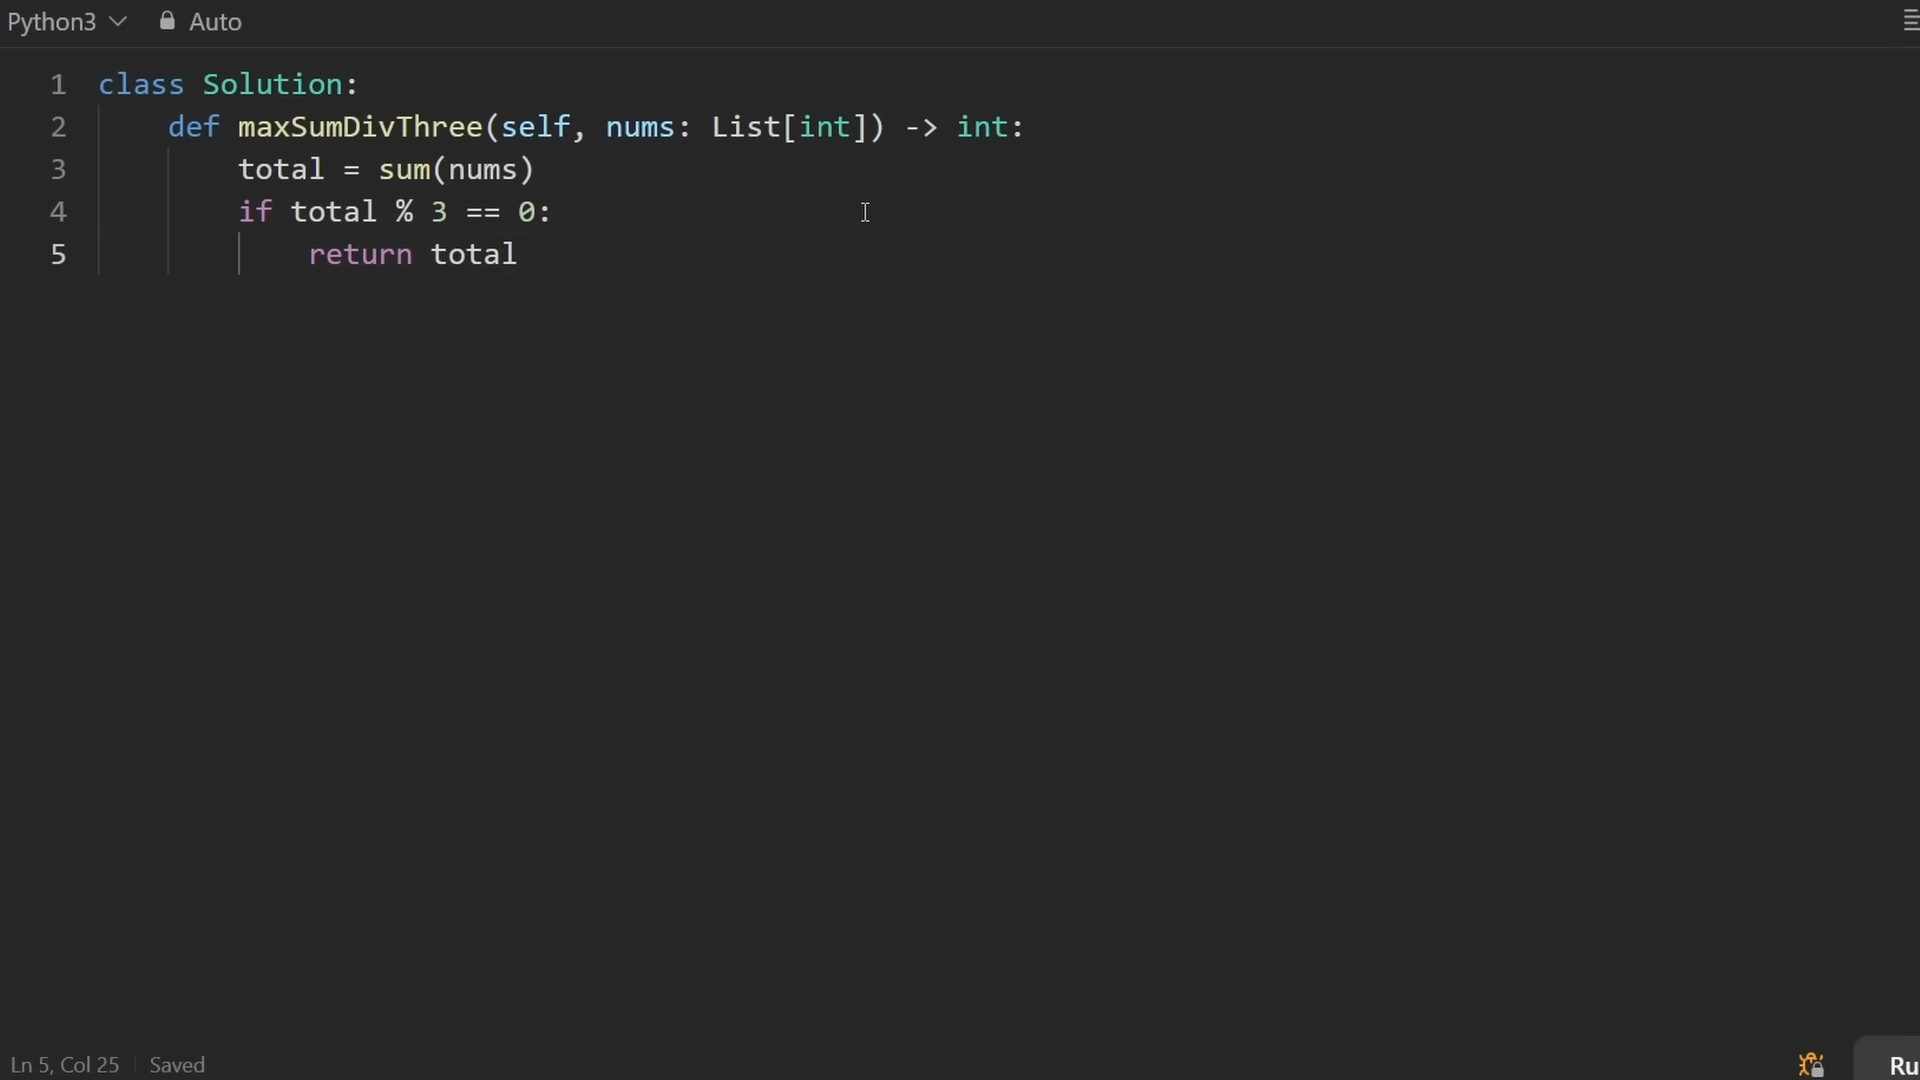 Python3 Auto
1 class Solution:
2 def maxSumDivThree(self, nums: List[int]) -> int:
3 total = sum(nums)
4 if total % 3 == 0:
5 return total
Ln 5, Col 25 Saved
Ru